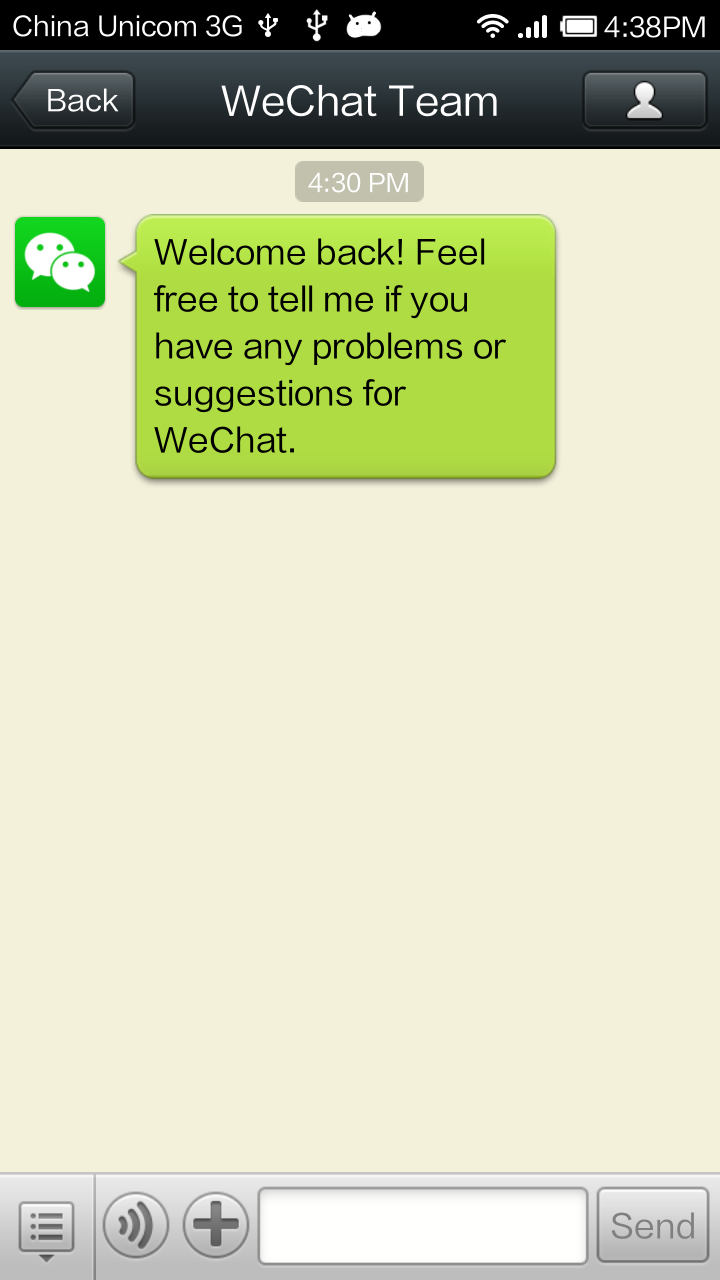 China Unicom 3G 4:38PM
Back WeChat Team
4:30 PM
Welcome back! Feel
free to tell me if you
have any problems or
suggestions for
WeChat.
Send